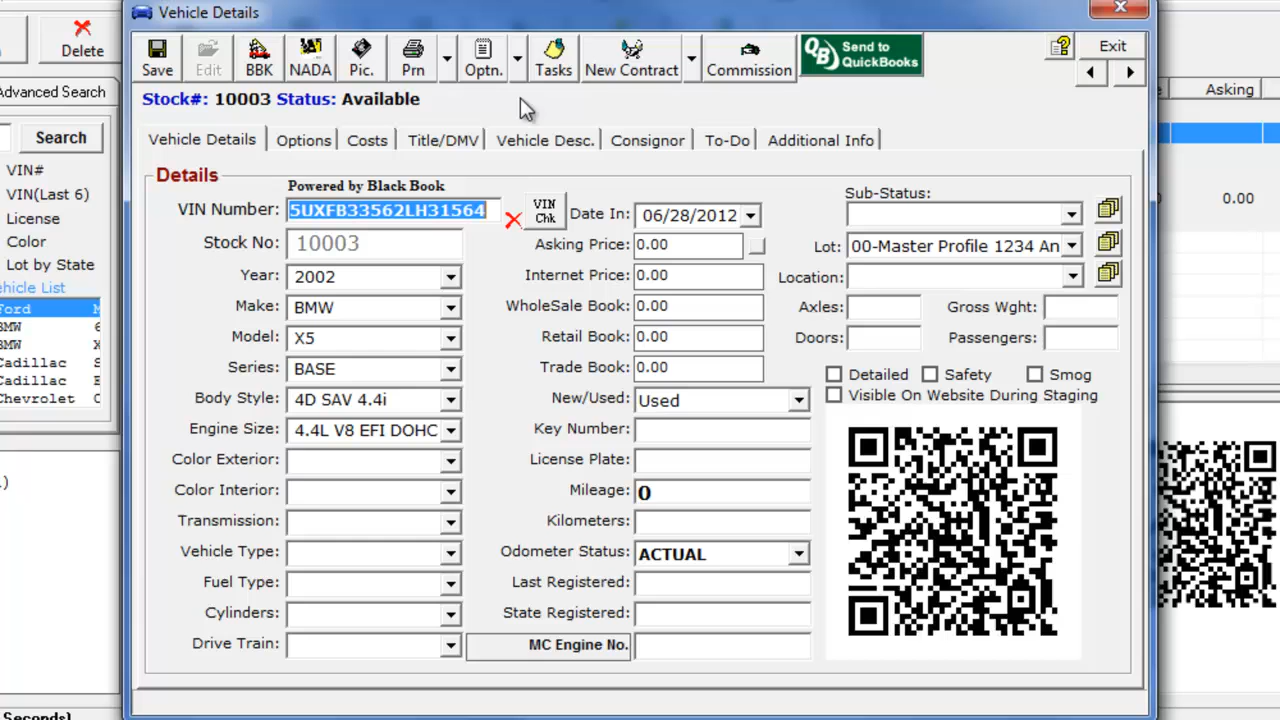 Vehicle Details
Delete
Save
Edit
BBK
NADA
Pic.
Prn
Optn.
Tasks
New Contract
Commission
QB Send to QuickBooks
Exit
Stock#: 10003 Status: Available
Advanced Search
Asking
Search
VIN#
VIN(Last 6)
License
Color
Lot by State
hicle List
Ford M
BMW 6
BMW X
Cadillac S
Cadillac E
Chevrolet C
0.00
Vehicle Details
Options
Costs
Title/DMV
Vehicle Desc.
Consignor
To-Do
Additional Info
Details
Powered by Black Book
VIN Number: 5UXFB33562LH31564
VIN Chk
Stock No: 10003
Year: 2002
Make: BMW
Model: X5
Series: BASE
Body Style: 4D SAV 4.4i
Engine Size: 4.4L V8 EFI DOHC
Color Exterior:
Color Interior:
Transmission:
Vehicle Type:
Fuel Type:
Cylinders:
Drive Train:
Date In: 06/28/2012
Asking Price: 0.00
Internet Price: 0.00
WholeSale Book: 0.00
Retail Book: 0.00
Trade Book: 0.00
New/Used: Used
Key Number:
License Plate:
Mileage: 0
Kilometers:
Odometer Status: ACTUAL
Last Registered:
State Registered:
MC Engine No.
Sub-Status:
Lot: 00-Master Profile 1234 An
Location:
Axles: Gross Wght:
Doors: Passengers:
Detailed Safety Smog
Visible On Website During Staging
Seconds)